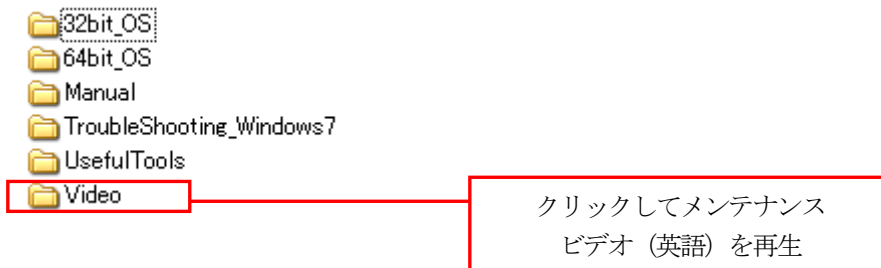 32bit_OS
64bit_OS
Manual
TroubleShooting_Windows7
UsefulTools
Video
クリックしてメンテナンス
ビデオ（英語）を再生